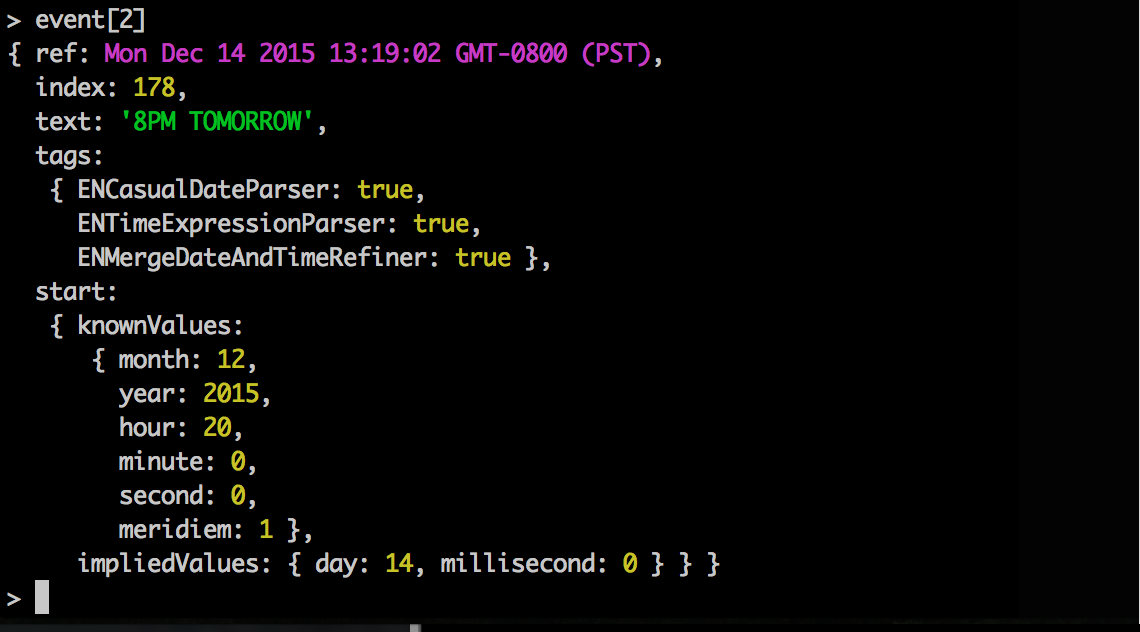 > event[2]
{ ref: Mon Dec 14 2015 13:19:02 GMT-0800 (PST),
  index: 178,
  text: '8PM TOMORROW',
  tags:
   { ENCasualDateParser: true,
     ENTimeExpressionParser: true,
     ENMergeDateAndTimeRefiner: true },
  start:
   { knownValues:
      { month: 12,
        year: 2015,
        hour: 20,
        minute: 0,
        second: 0,
        meridiem: 1 },
     impliedValues: { day: 14, millisecond: 0 } } }
>